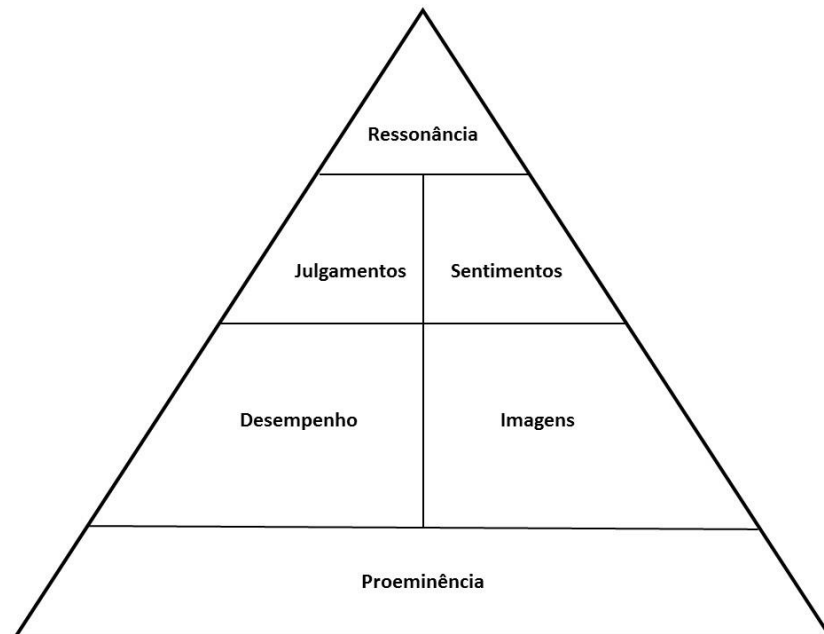 Ressonância
Julgamentos
Sentimentos
Desempenho
Imagens
Proeminência